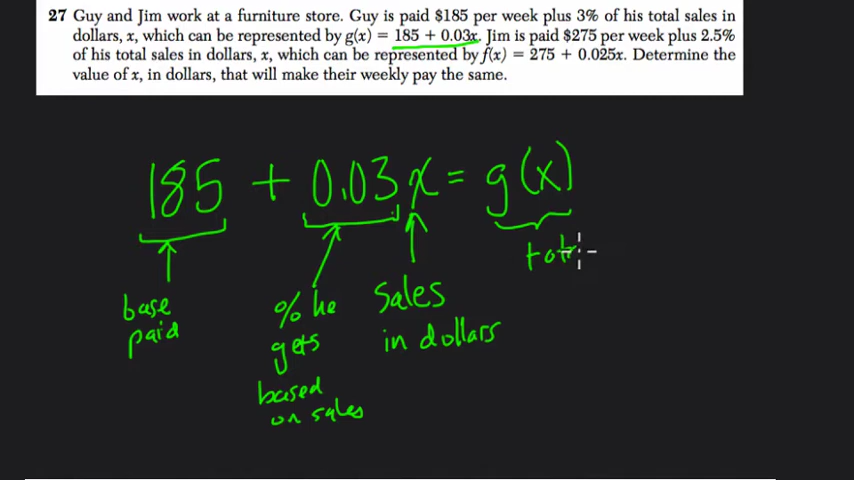 27 Guy and Jim work at a furniture store. Guy is paid $185 per week plus 3% of his total sales in
dollars, x, which can be represented by g(x) = 185 + 0.03x. Jim is paid $275 per week plus 2.5%
of his total sales in dollars, x, which can be represented by f(x) = 275 + 0.025x. Determine the
value of x, in dollars, that will make their weekly pay the same.
185 + 0.03x = g(x)
tot
base
paid
% he
gets
based
on sales
sales
in dollars